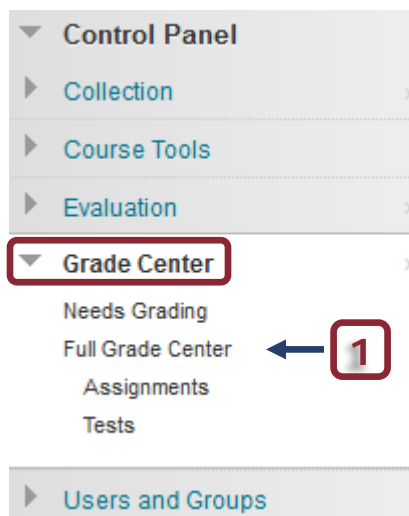 Control Panel
Collection
Course Tools
Evaluation
Grade Center
Needs Grading
Full Grade Center
1
Assignments
Tests
Users and Groups